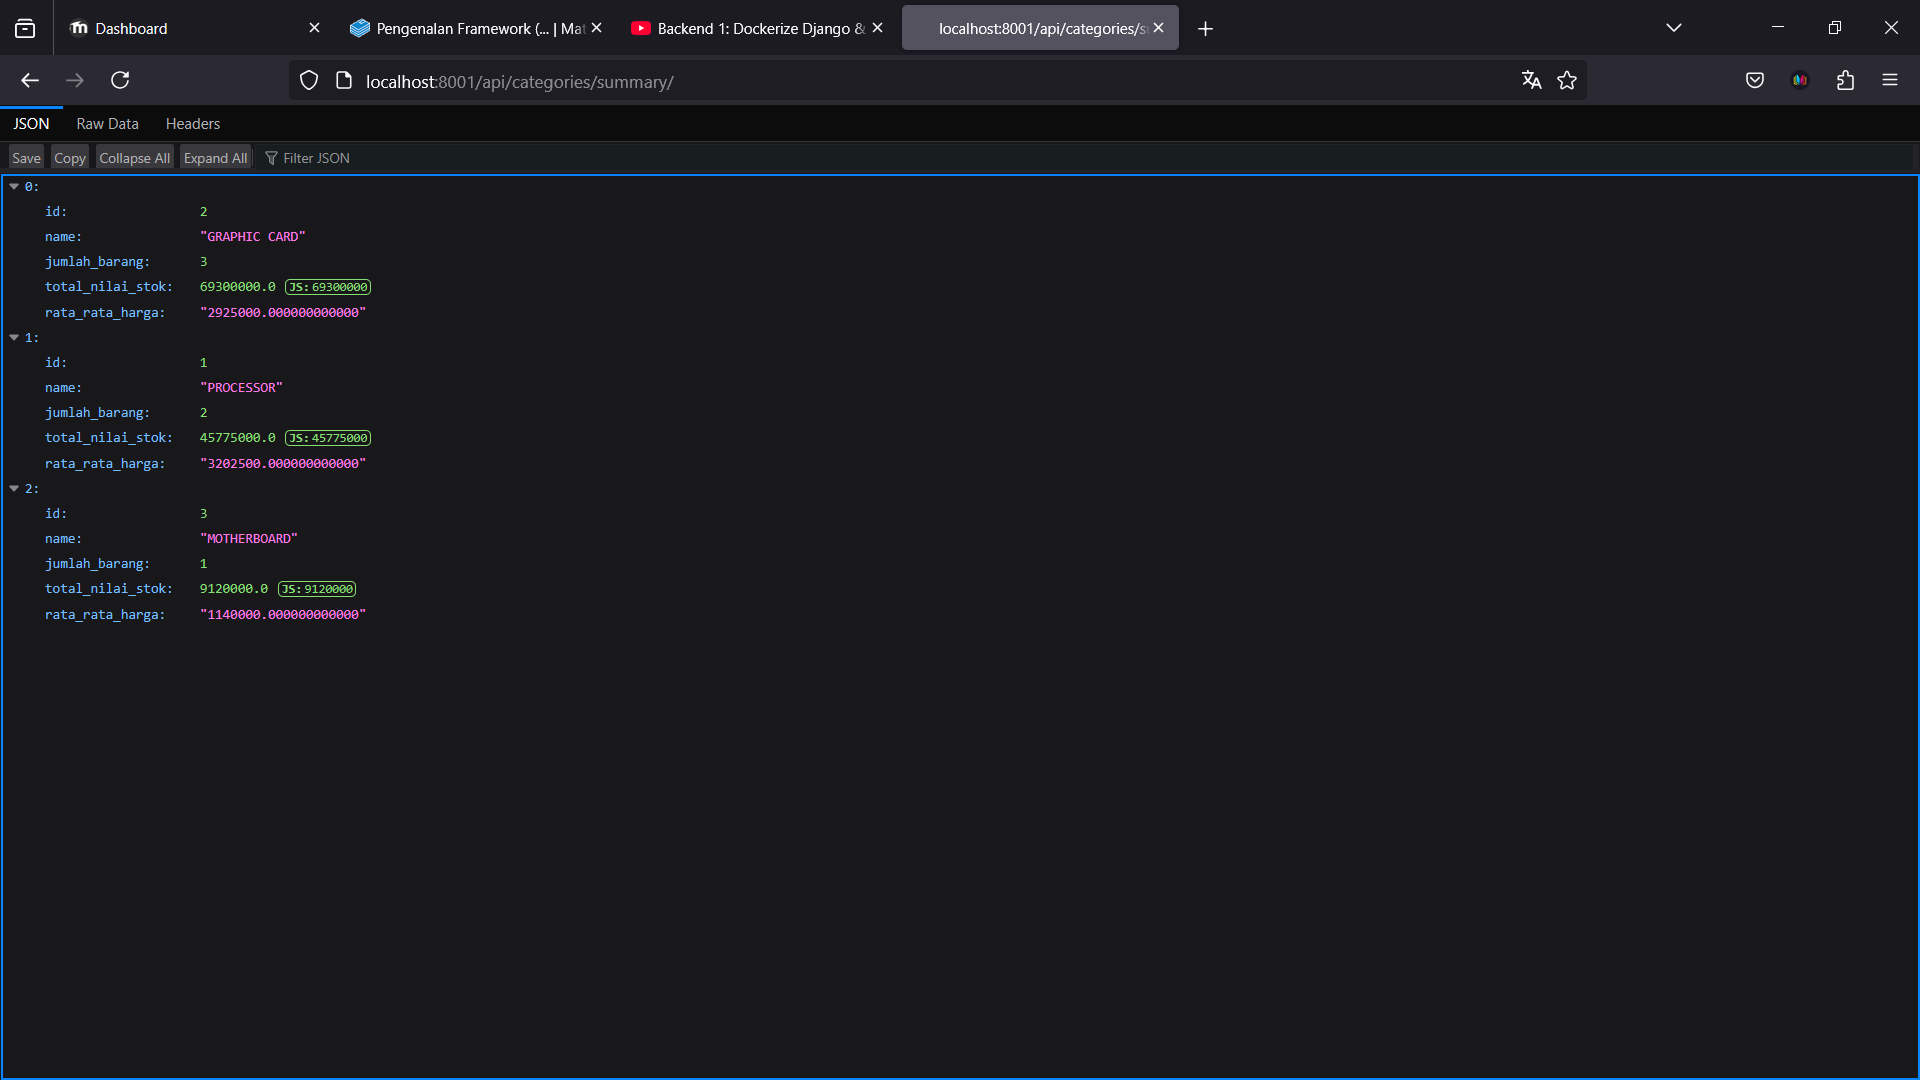 Dashboard
Pengenalan Framework (... | Mat
Backend 1: Dockerize Django &
localhost:8001/api/categories/s
localhost:8001/api/categories/summary/
JSON Raw Data Headers
Save Copy Collapse All Expand All Filter JSON
0:
id: 2
name: "GRAPHIC CARD"
jumlah_barang: 3
total_nilai_stok: 69300000.0 JS:69300000
rata_rata_harga: "2925000.000000000000"
1:
id: 1
name: "PROCESSOR"
jumlah_barang: 2
total_nilai_stok: 45775000.0 JS:45775000
rata_rata_harga: "3202500.000000000000"
2:
id: 3
name: "MOTHERBOARD"
jumlah_barang: 1
total_nilai_stok: 9120000.0 JS:9120000
rata_rata_harga: "1140000.000000000000"